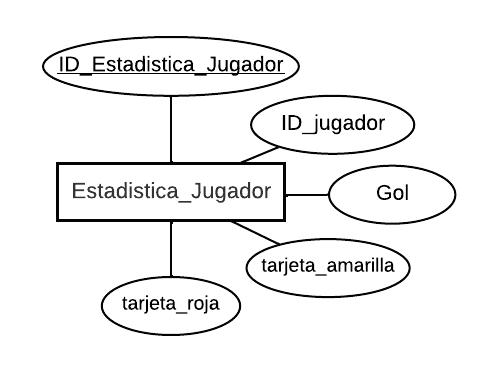 ID_Estadistica_Jugador
ID_jugador
Estadistica_Jugador
Gol
tarjeta_amarilla
tarjeta_roja